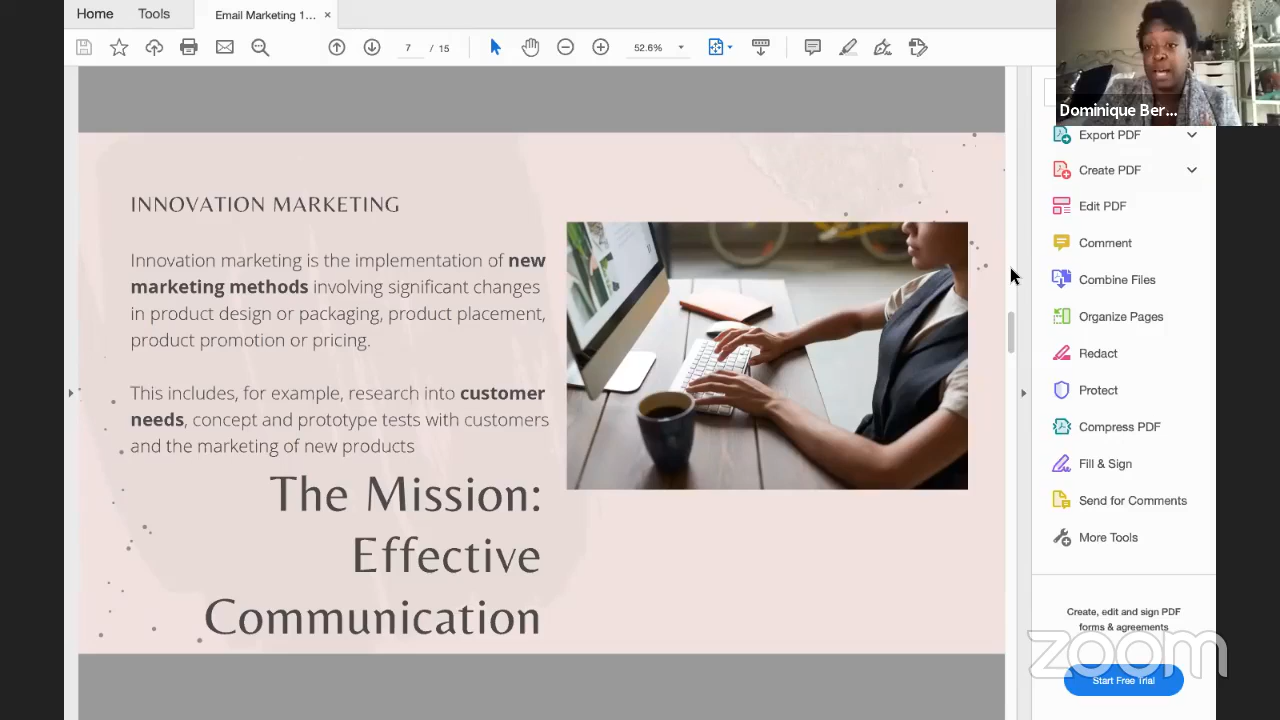 Home
Tools
Email Marketing 1...
7 / 15
52.6%
Dominique Ber...
INNOVATION MARKETING
Innovation marketing is the implementation of new
marketing methods involving significant changes
in product design or packaging, product placement,
product promotion or pricing.
This includes, for example, research into customer
needs, concept and prototype tests with customers
and the marketing of new products
The Mission:
Effective
Communication
Export PDF
Create PDF
Edit PDF
Comment
Combine Files
Organize Pages
Redact
Protect
Compress PDF
Fill & Sign
Send for Comments
More Tools
Create, edit and sign PDF
forms & agreements
zoom
Start Free Trial